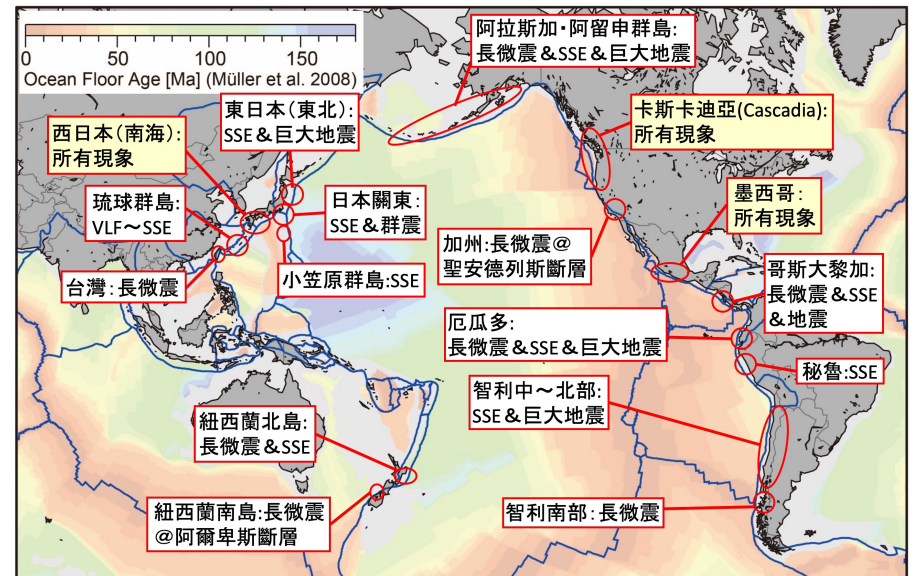 0 50 100 150
Ocean Floor Age [Ma] (Müller et al. 2008)
阿拉斯加・阿留申群島:
長微震&SSE&巨大地震
東日本(東北):
SSE&巨大地震
西日本(南海):
所有現象
卡斯卡迪亞(Cascadia):
所有現象
琉球群島:
VLF～SSE
日本關東:
SSE&群震
墨西哥:
所有現象
加州:長微震@
聖安德列斯斷層
台灣:長微震
小笠原群島:SSE
哥斯大黎加:
長微震&SSE
&地震
厄瓜多:
長微震&SSE&巨大地震
秘魯:SSE
智利中～北部:
SSE&巨大地震
紐西蘭北島:
長微震&SSE
紐西蘭南島:長微震
@阿爾卑斯斷層
智利南部:長微震